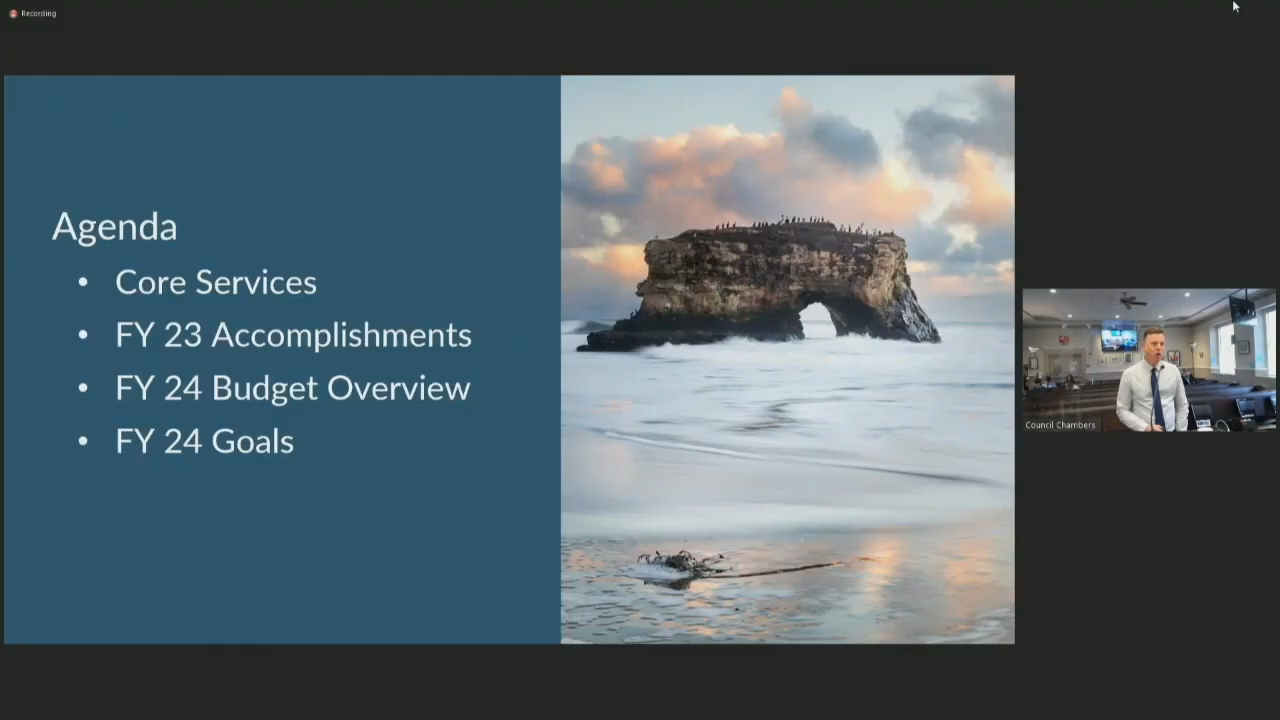 Recording
Agenda
• Core Services
• FY 23 Accomplishments
• FY 24 Budget Overview
• FY 24 Goals
Council Chambers